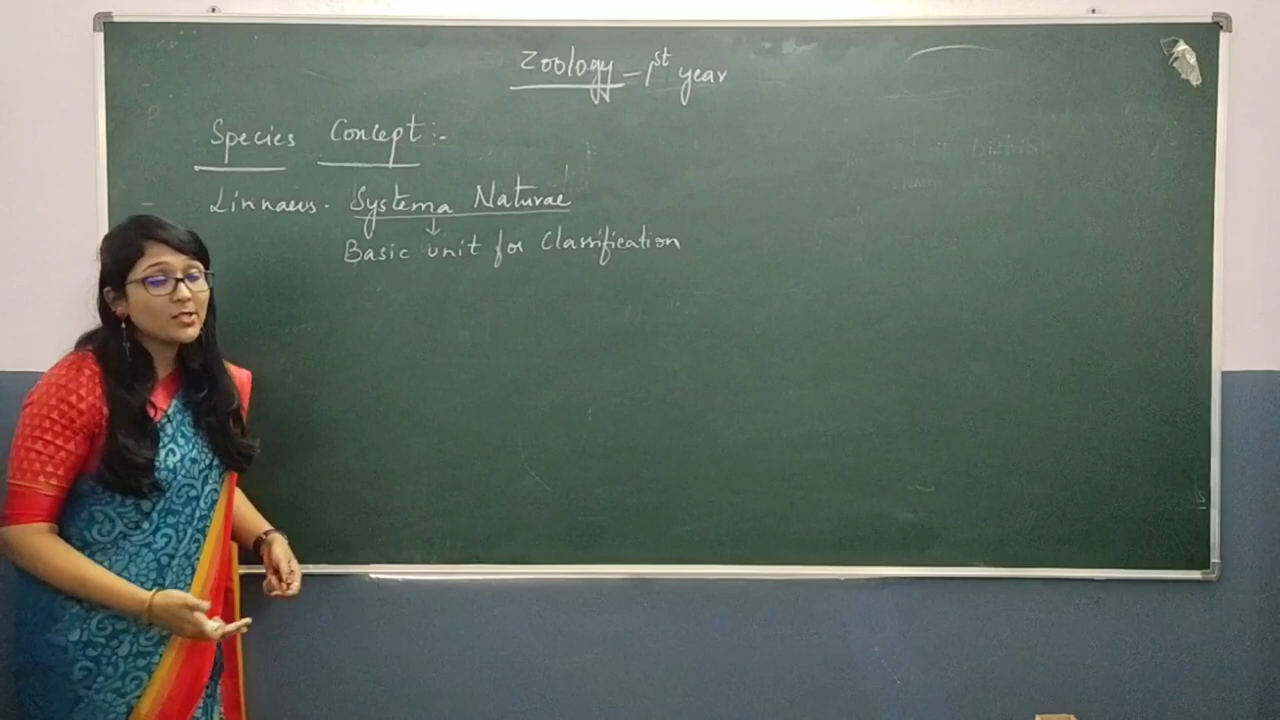 Zoology - 1st year
Species Concept :-
Linnaeus. Systema Naturae
↓
Basic unit for Classification